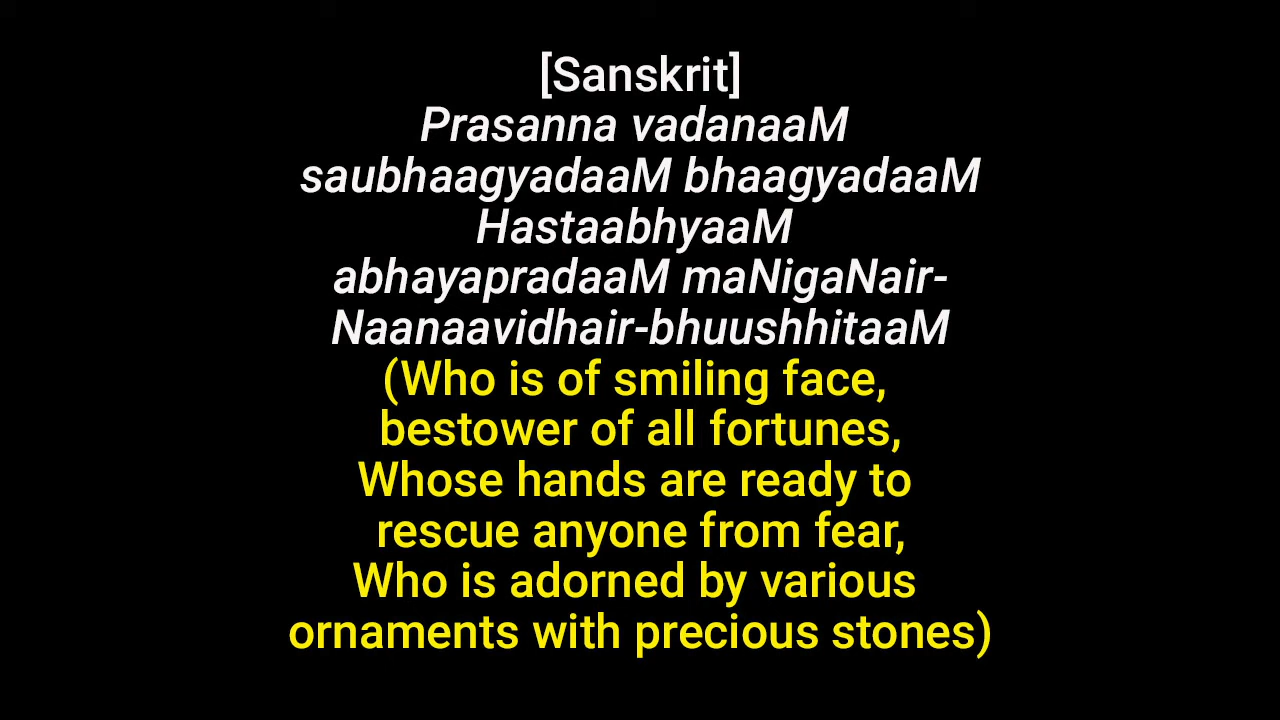 [Sanskrit]
Prasanna vadanaaM
saubhaagyadaaM bhaagyadaaM
HastaabhyaaM
abhayapradaaM maNigaNair-
Naanaavidhair-bhuushhitaaM
(Who is of smiling face,
bestower of all fortunes,
Whose hands are ready to
rescue anyone from fear,
Who is adorned by various
ornaments with precious stones)